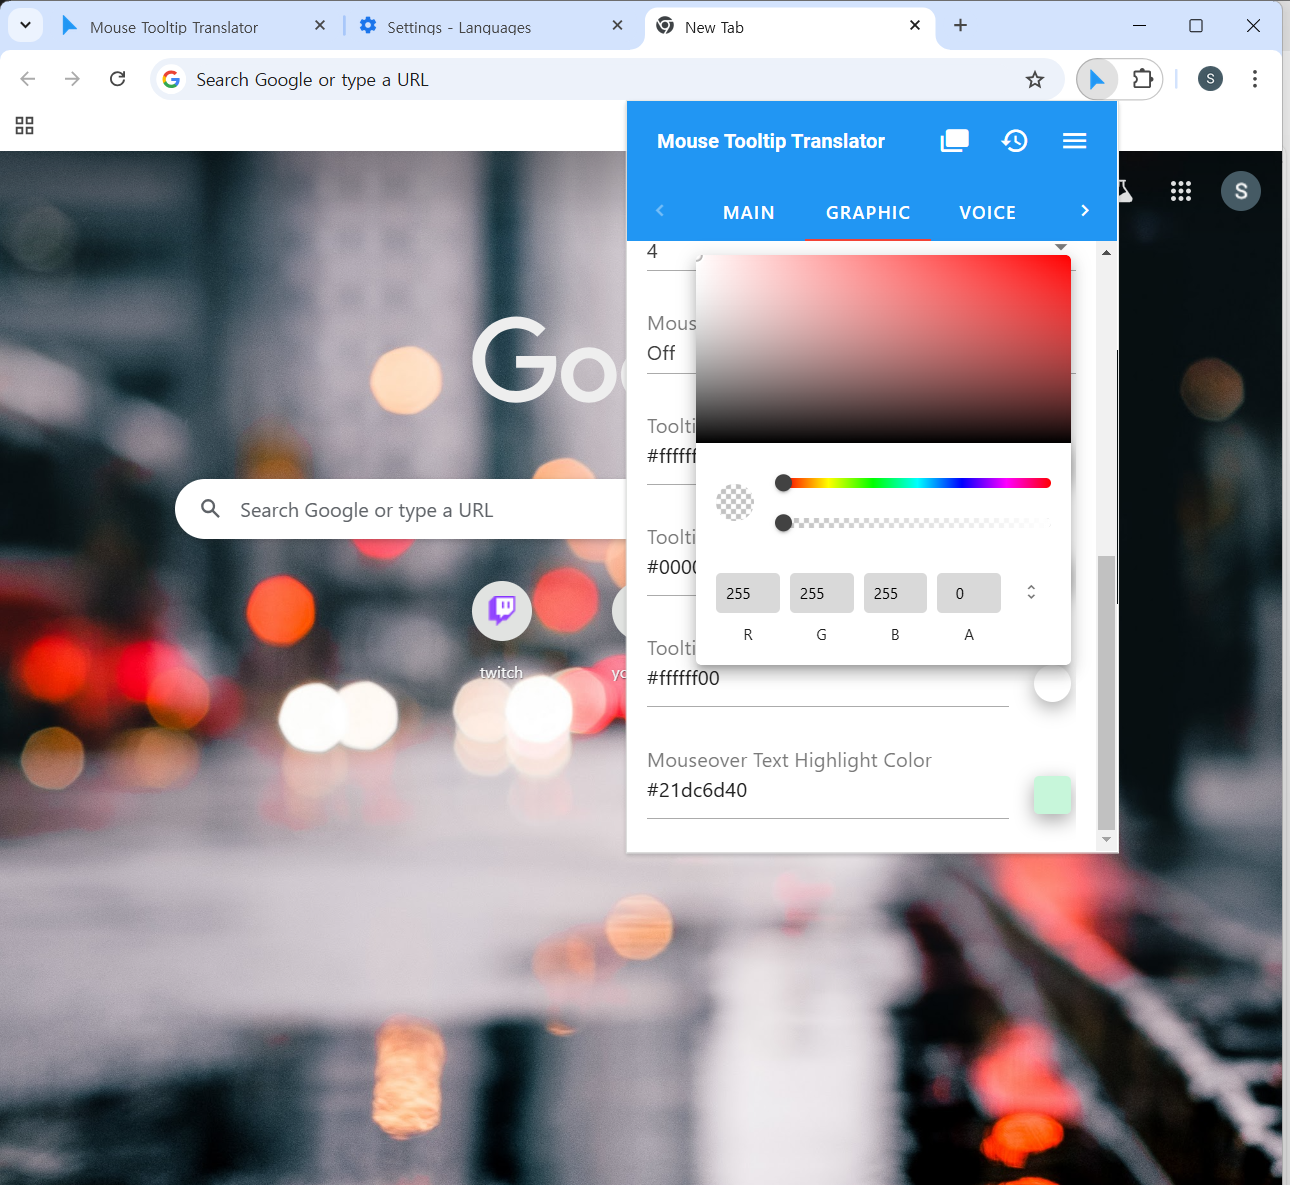 Mouse Tooltip Translator
Settings - Languages
New Tab
Search Google or type a URL
S
Mouse Tooltip Translator
MAIN
GRAPHIC
VOICE
S
4
Mous
Off
Goo
Toolti
#ffffff
Search Google or type a URL
Toolti
#0000
255
255
255
0
R
G
B
A
Toolti
#ffffff00
twitch
yo
Mouseover Text Highlight Color
#21dc6d40